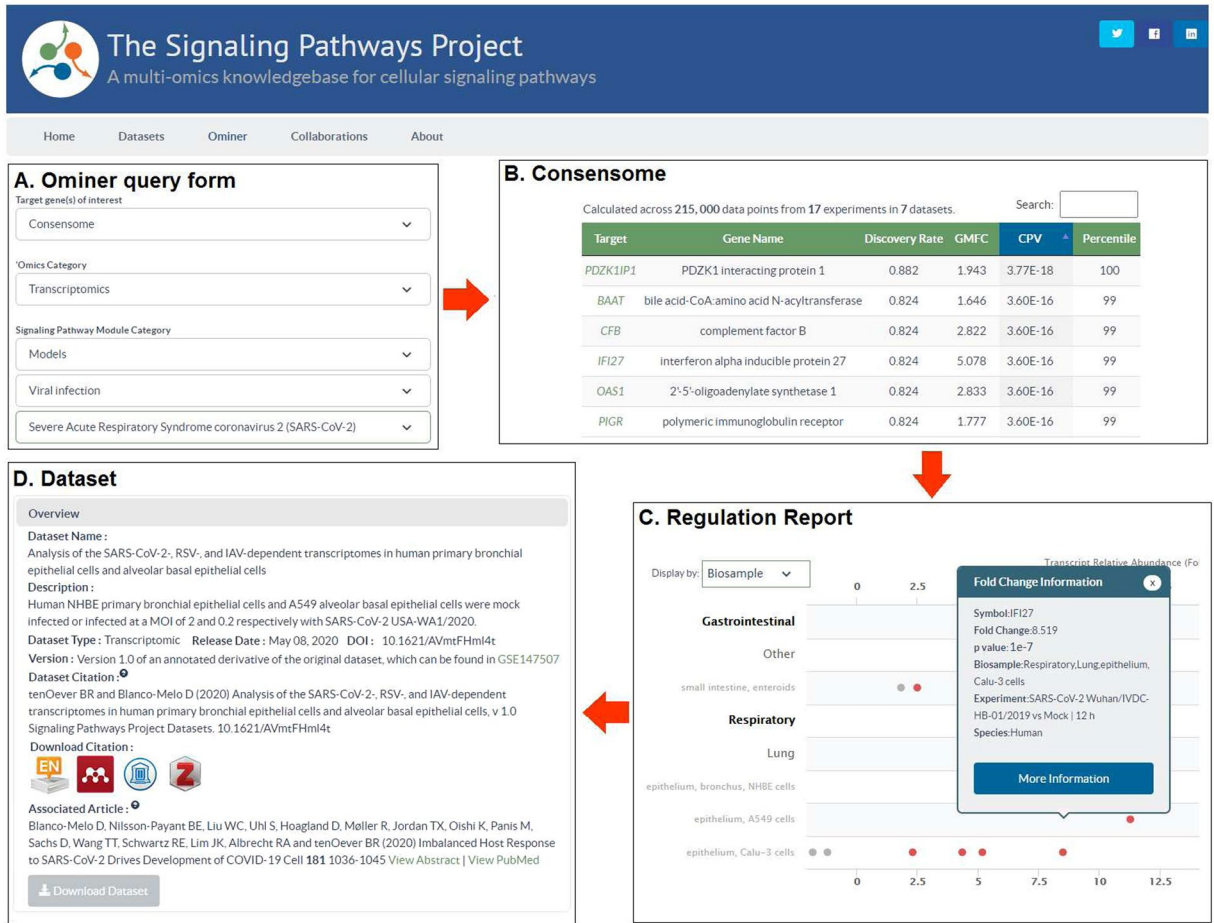 The Signaling Pathways Project
A multi-omics knowledgebase for cellular signaling pathways
Home Datasets Ominer Collaborations About
A. Ominer query form
Target gene(s) of interest
Consensome
'Omics Category
Transcriptomics
Signaling Pathway Module Category
Models
Viral infection
Severe Acute Respiratory Syndrome coronavirus 2 (SARS-CoV-2)
B. Consensome
Calculated across 215,000 data points from 17 experiments in 7 datasets.
Search:
Target Gene Name Discovery Rate GMFC CPV Percentile
PDZK1IP1 PDZK1 interacting protein 1 0.882 1.943 3.77E-18 100
BAAT bile acid-CoA:amino acid N-acyltransferase 0.824 1.646 3.60E-16 99
CFB complement factor B 0.824 2.822 3.60E-16 99
IFI27 interferon alpha inducible protein 27 0.824 5.078 3.60E-16 99
OAS1 2'-5'-oligoadenylate synthetase 1 0.824 2.833 3.60E-16 99
PIGR polymeric immunoglobulin receptor 0.824 1.777 3.60E-16 99
C. Regulation Report
Display by: Biosample
Transcript Relative Abundance (Fo
0 2.5
Gastrointestinal
Other
small intestine, enteroids
Respiratory
Lung
epithelium, bronchus, NHBE cells
epithelium, A549 cells
epithelium, Calu-3 cells
0 2.5 5 7.5 10 12.5
Fold Change Information x
Symbol:IFI27
Fold Change:8.519
p value:1e-7
Biosample:Respiratory,Lung,epithelium,
Calu-3 cells
Experiment:SARS-CoV-2 Wuhan/IVDC-
HB-01/2019 vs Mock | 12 h
Species:Human
More Information
D. Dataset
Overview
Dataset Name :
Analysis of the SARS-CoV-2-, RSV-, and IAV-dependent transcriptomes in human primary bronchial
epithelial cells and alveolar basal epithelial cells
Description :
Human NHBE primary bronchial epithelial cells and A549 alveolar basal epithelial cells were mock
infected or infected at a MOI of 2 and 0.2 respectively with SARS-CoV-2 USA-WA1/2020.
Dataset Type : Transcriptomic Release Date : May 08, 2020 DOI : 10.1621/AVmtFHmI4t
Version : Version 1.0 of an annotated derivative of the original dataset, which can be found in GSE147507
Dataset Citation :?
tenOever BR and Blanco-Melo D (2020) Analysis of the SARS-CoV-2-, RSV-, and IAV-dependent
transcriptomes in human primary bronchial epithelial cells and alveolar basal epithelial cells, v 1.0
Signaling Pathways Project Datasets. 10.1621/AVmtFHmI4t
Download Citation :
EN
Z
Associated Article : ?
Blanco-Melo D, Nilsson-Payant BE, Liu WC, Uhl S, Hoagland D, Møller R, Jordan TX, Oishi K, Panis M,
Sachs D, Wang TT, Schwartz RE, Lim JK, Albrecht RA and tenOever BR (2020) Imbalanced Host Response
to SARS-CoV-2 Drives Development of COVID-19 Cell 181 1036-1045 View Abstract | View PubMed
Download Dataset